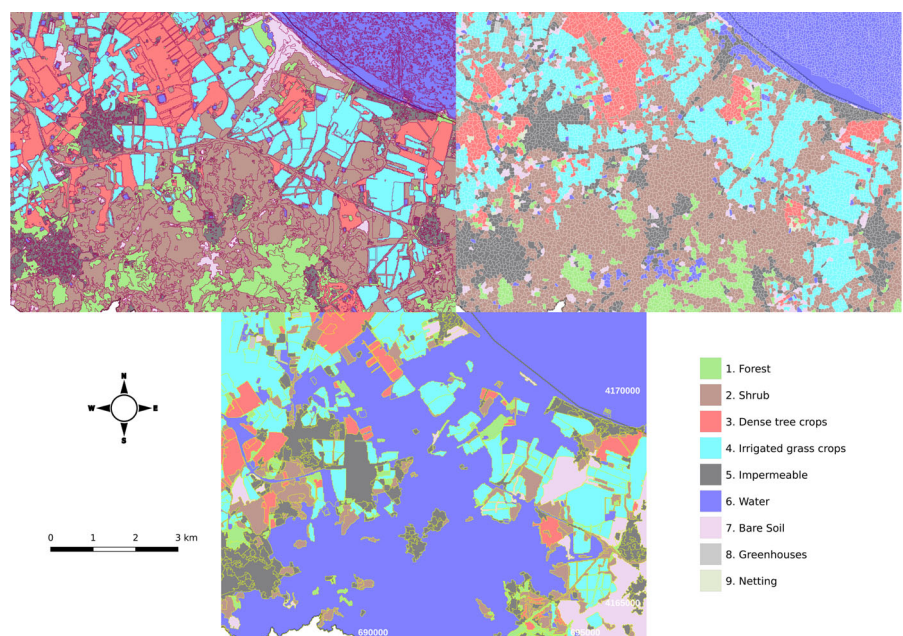 4170000
N
W E
S
0 1 2 3 km
1. Forest
2. Shrub
3. Dense tree crops
4. Irrigated grass crops
5. Impermeable
6. Water
7. Bare Soil
8. Greenhouses
9. Netting
4165000
690000